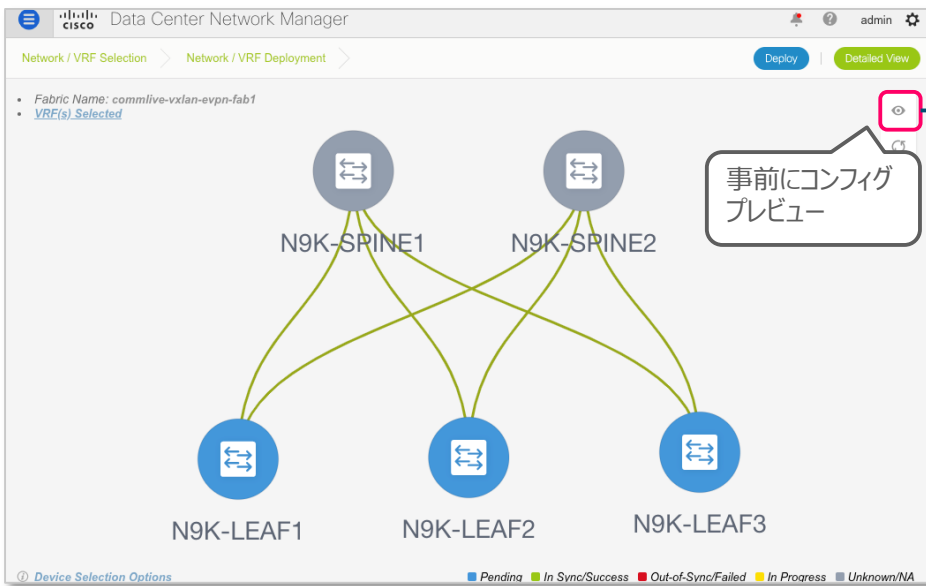 CISCO Data Center Network Manager admin
Network / VRF Selection Network / VRF Deployment Deploy Detailed View
Fabric Name: commlive-vxlan-evpn-fab1
VRF(s) Selected
事前にコンフィグ
プレビュー
N9K-SPINE1 N9K-SPINE2
N9K-LEAF1 N9K-LEAF2 N9K-LEAF3
Device Selection Options Pending In Sync/Success Out-of-Sync/Failed In Progress Unknown/NA